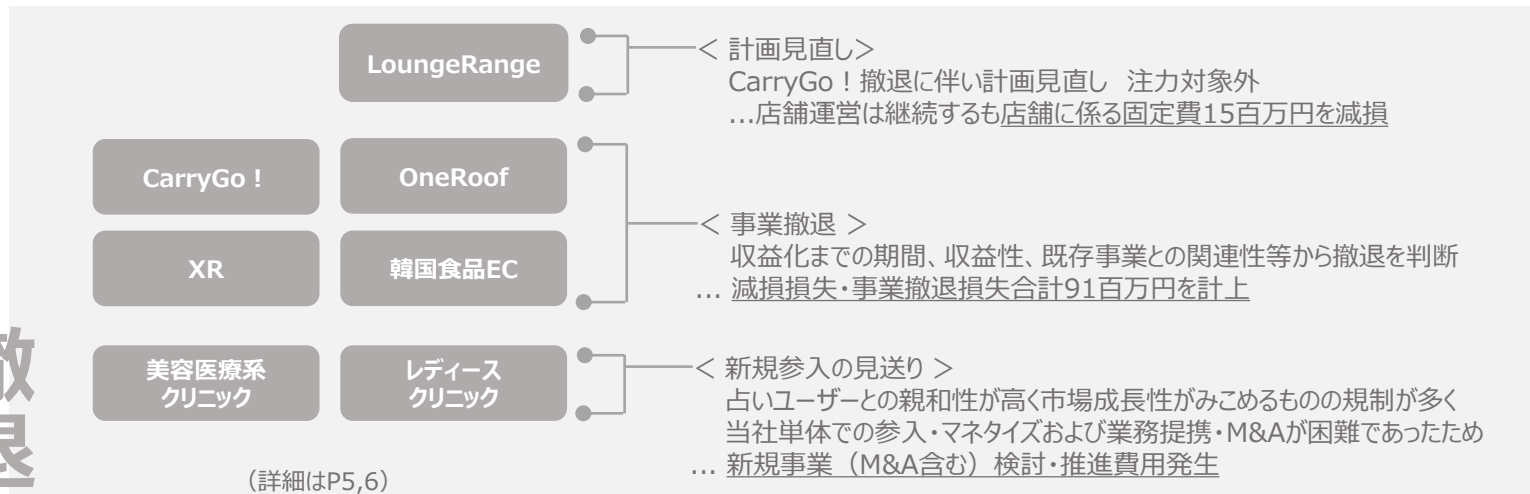 LoungeRange
＜ 計画見直し＞
CarryGo！撤退に伴い計画見直し　注力対象外
…店舗運営は継続するも店舗に係る固定費15百万円を減損
CarryGo！
OneRoof
XR
韓国食品EC
＜ 事業撤退 ＞
収益化までの期間、収益性、既存事業との関連性等から撤退を判断
… 減損損失・事業撤退損失合計91百万円を計上
撤退
美容医療系
クリニック
レディース
クリニック
＜ 新規参入の見送り ＞
占いユーザーとの親和性が高く市場成長性がみこめるものの規制が多く
当社単体での参入・マネタイズおよび業務提携・M&Aが困難であったため
… 新規事業（M&A含む）検討・推進費用発生
（詳細はP5,6）